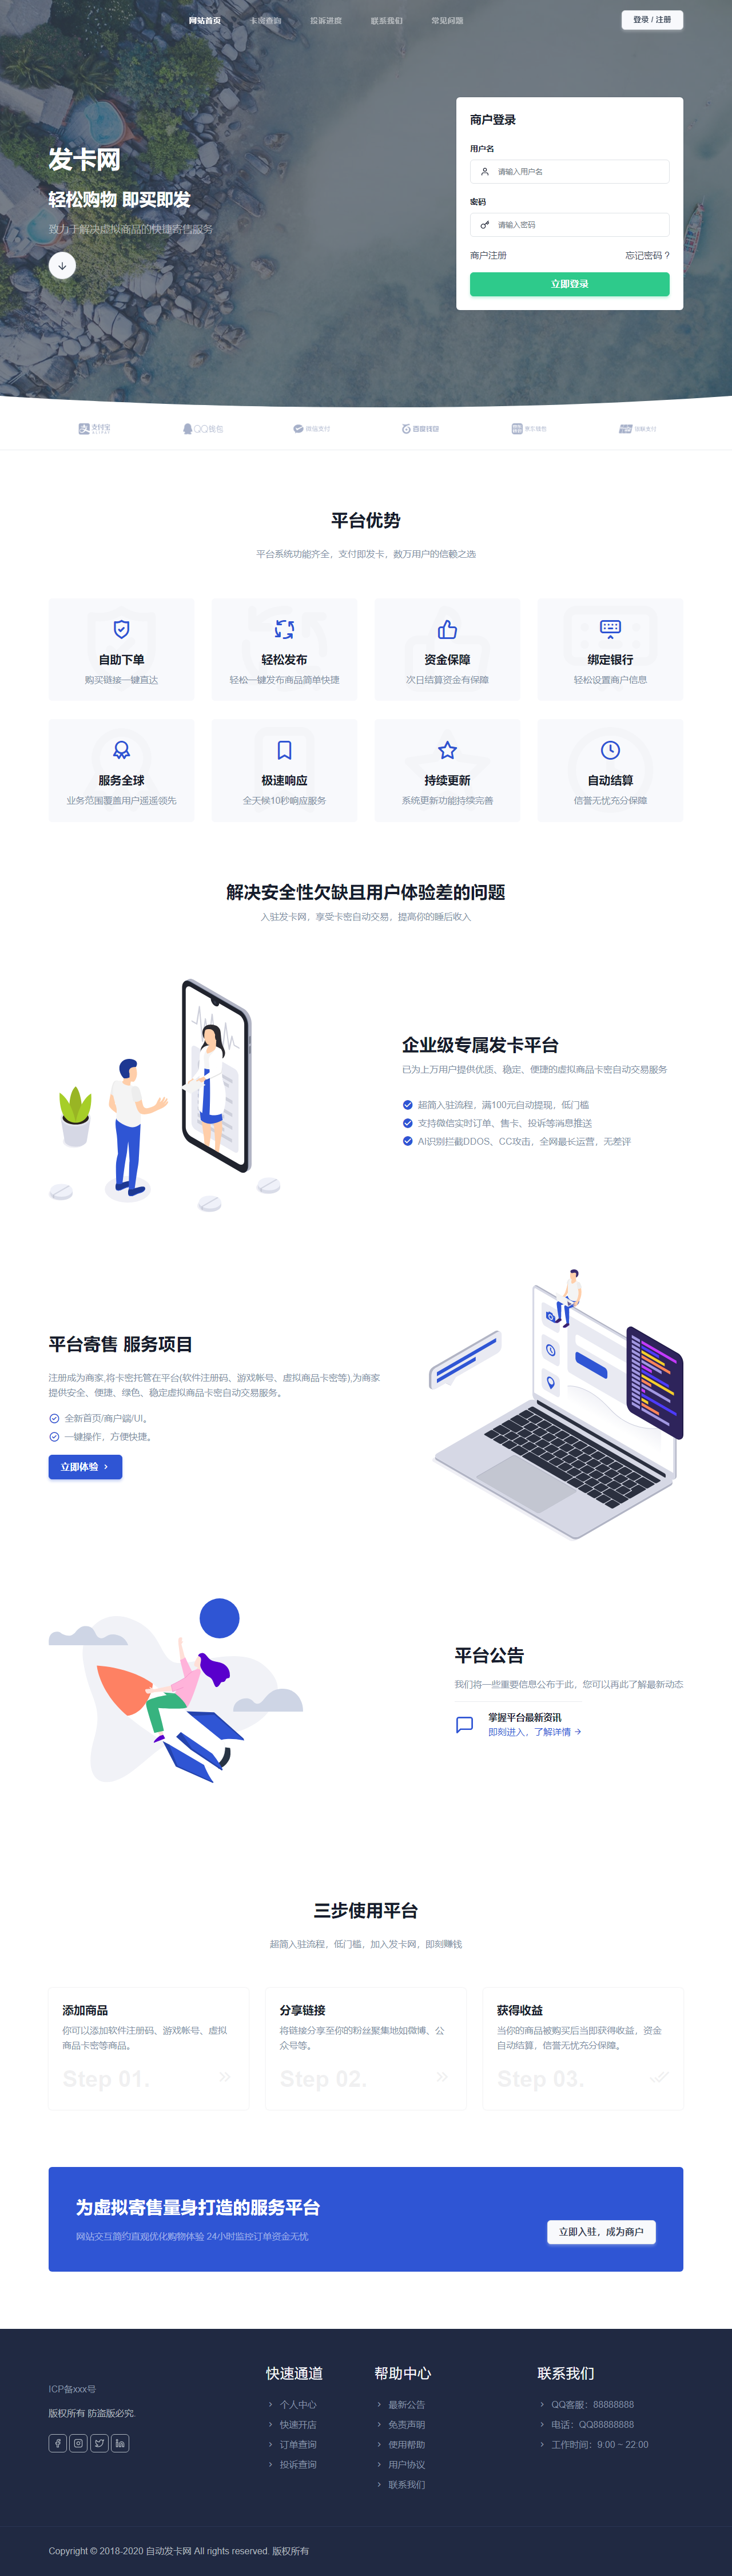 网站首页 卡密查询 投诉进度 联系我们 常见问题 登录 / 注册
发卡网
轻松购物 即买即发
致力于解决虚拟商品的快捷寄售服务
商户登录
用户名
请输入用户名
密码
请输入密码
商户注册 忘记密码 ?
立即登录
支付宝 QQ钱包 微信支付 百度钱包 京东钱包 银联支付
平台优势
平台系统功能齐全，支付即发卡，数万用户的信赖之选
自助下单 轻松发布 资金保障 绑定银行
购买链接一键直达 轻松一键发布商品简单快捷 次日结算资金有保障 轻松设置商户信息
服务全球 极速响应 持续更新 自动结算
业务范围覆盖用户遥遥领先 全天候10秒响应服务 系统更新功能持续完善 信誉无忧充分保障
解决安全性欠缺且用户体验差的问题
入驻发卡网，享受卡密自动交易，提高你的睡后收入
企业级专属发卡平台
已为上万用户提供优质、稳定、便捷的虚拟商品卡密自动交易服务
超简入驻流程，满100元自动提现，低门槛
支持微信实时订单、售卡、投诉等消息推送
AI识别拦截DDOS、CC攻击，全网最长运营，无差评
平台寄售 服务项目
注册成为商家,将卡密托管在平台(软件注册码、游戏帐号、虚拟商品卡密等),为商家
提供安全、便捷、绿色、稳定虚拟商品卡密自动交易服务。
全新首页/商户端/UI。
一键操作，方便快捷。
立即体验
平台公告
我们将一些重要信息公布于此，您可以再此了解最新动态
掌握平台最新资讯
即刻进入，了解详情
三步使用平台
超简入驻流程，低门槛，加入发卡网，即刻赚钱
添加商品
你可以添加软件注册码、游戏帐号、虚拟
商品卡密等商品。
Step 01.
分享链接
将链接分享至你的粉丝聚集地如微博、公
众号等。
Step 02.
获得收益
当你的商品被购买后当即获得收益，资金
自动结算，信誉无忧充分保障。
Step 03.
为虚拟寄售量身打造的服务平台
网站交互简约直观优化购物体验 24小时监控订单资金无忧
立即入驻，成为商户
ICP备xxx号
版权所有 防盗版必究.
快速通道
个人中心
快速开店
订单查询
投诉查询
帮助中心
最新公告
免责声明
使用帮助
用户协议
联系我们
联系我们
QQ客服：88888888
电话：QQ88888888
工作时间：9:00 ~ 22:00
Copyright © 2018-2020 自动发卡网 All rights reserved. 版权所有